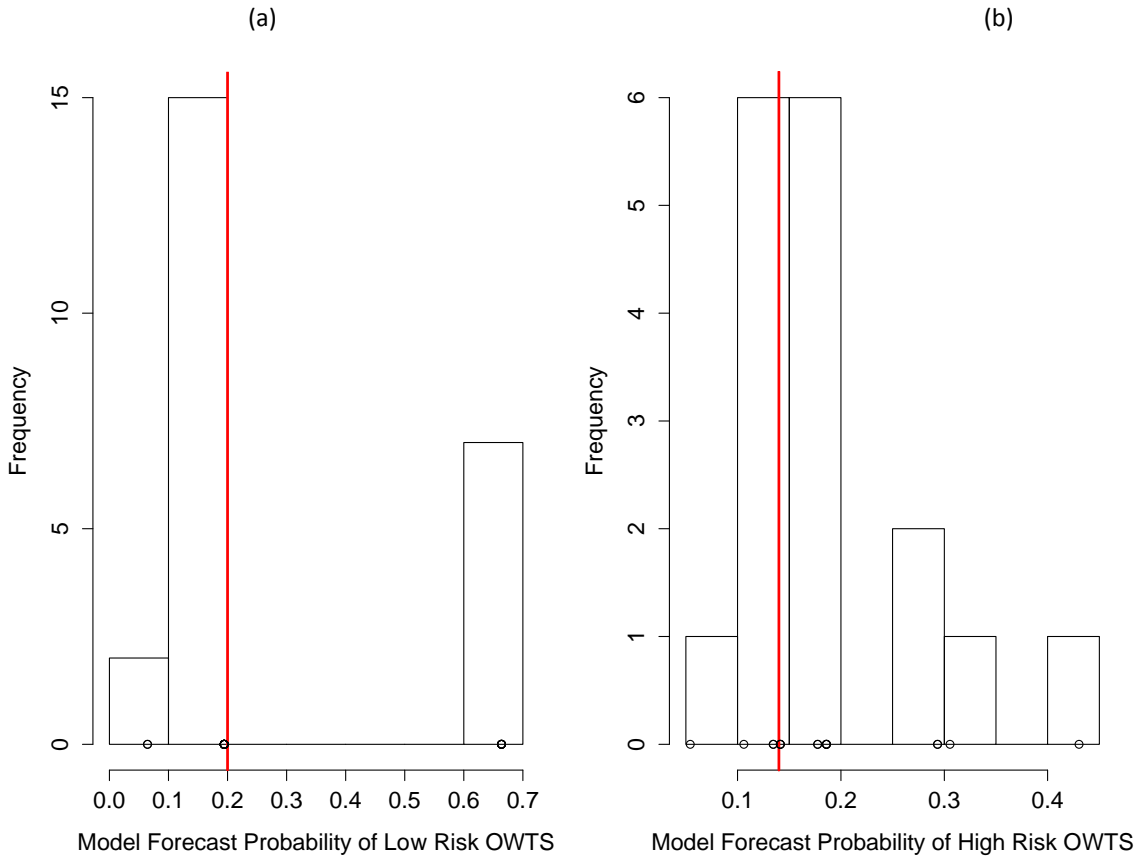 (a)
(b)
15
10
5
0
Frequency
0.0 0.1 0.2 0.3 0.4 0.5 0.6 0.7
Model Forecast Probability of Low Risk OWTS
6
5
4
3
2
1
0
Frequency
0.1 0.2 0.3 0.4
Model Forecast Probability of High Risk OWTS